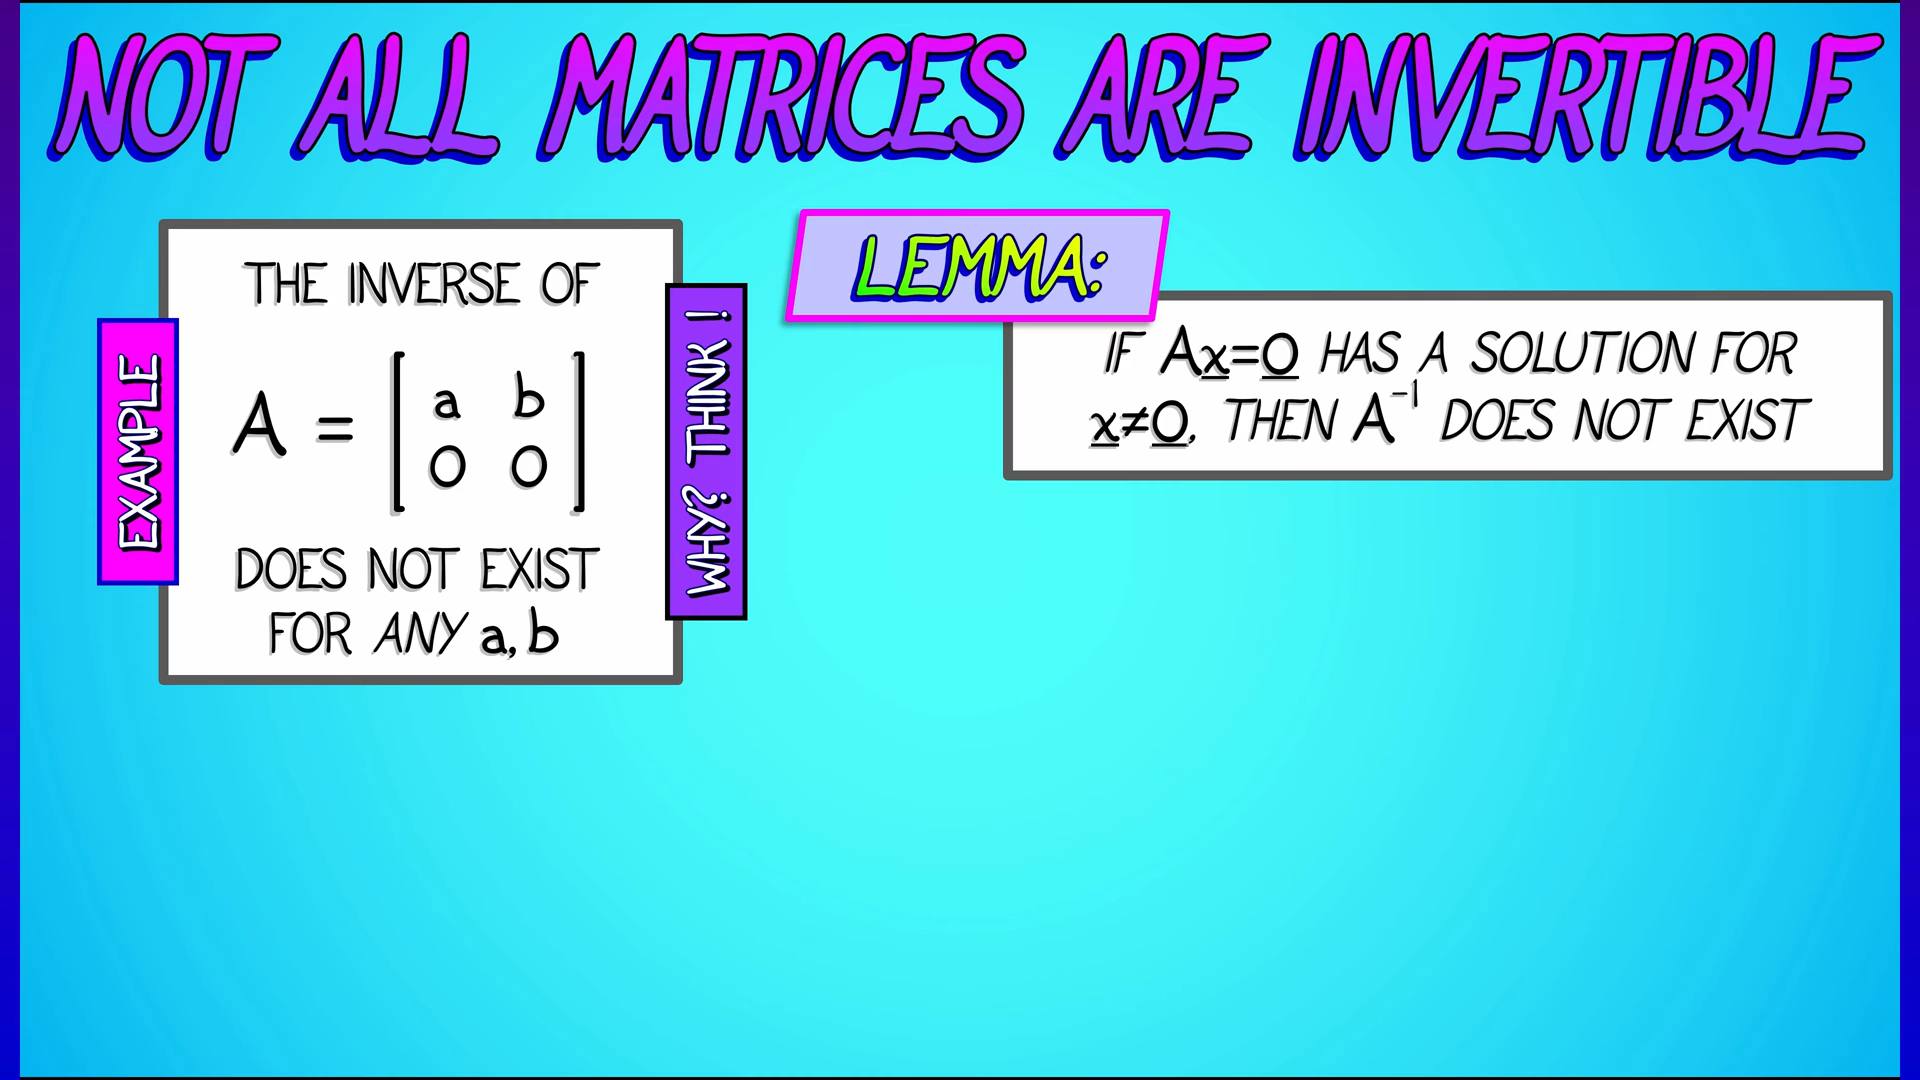 NOT ALL MATRICES ARE INVERTIBLE
EXAMPLE
THE INVERSE OF
A = [ a b
0 0 ]
DOES NOT EXIST
FOR ANY a, b
WHY? THINK !
LEMMA:
IF Ax=0 HAS A SOLUTION FOR
x≠0, THEN A⁻¹ DOES NOT EXIST